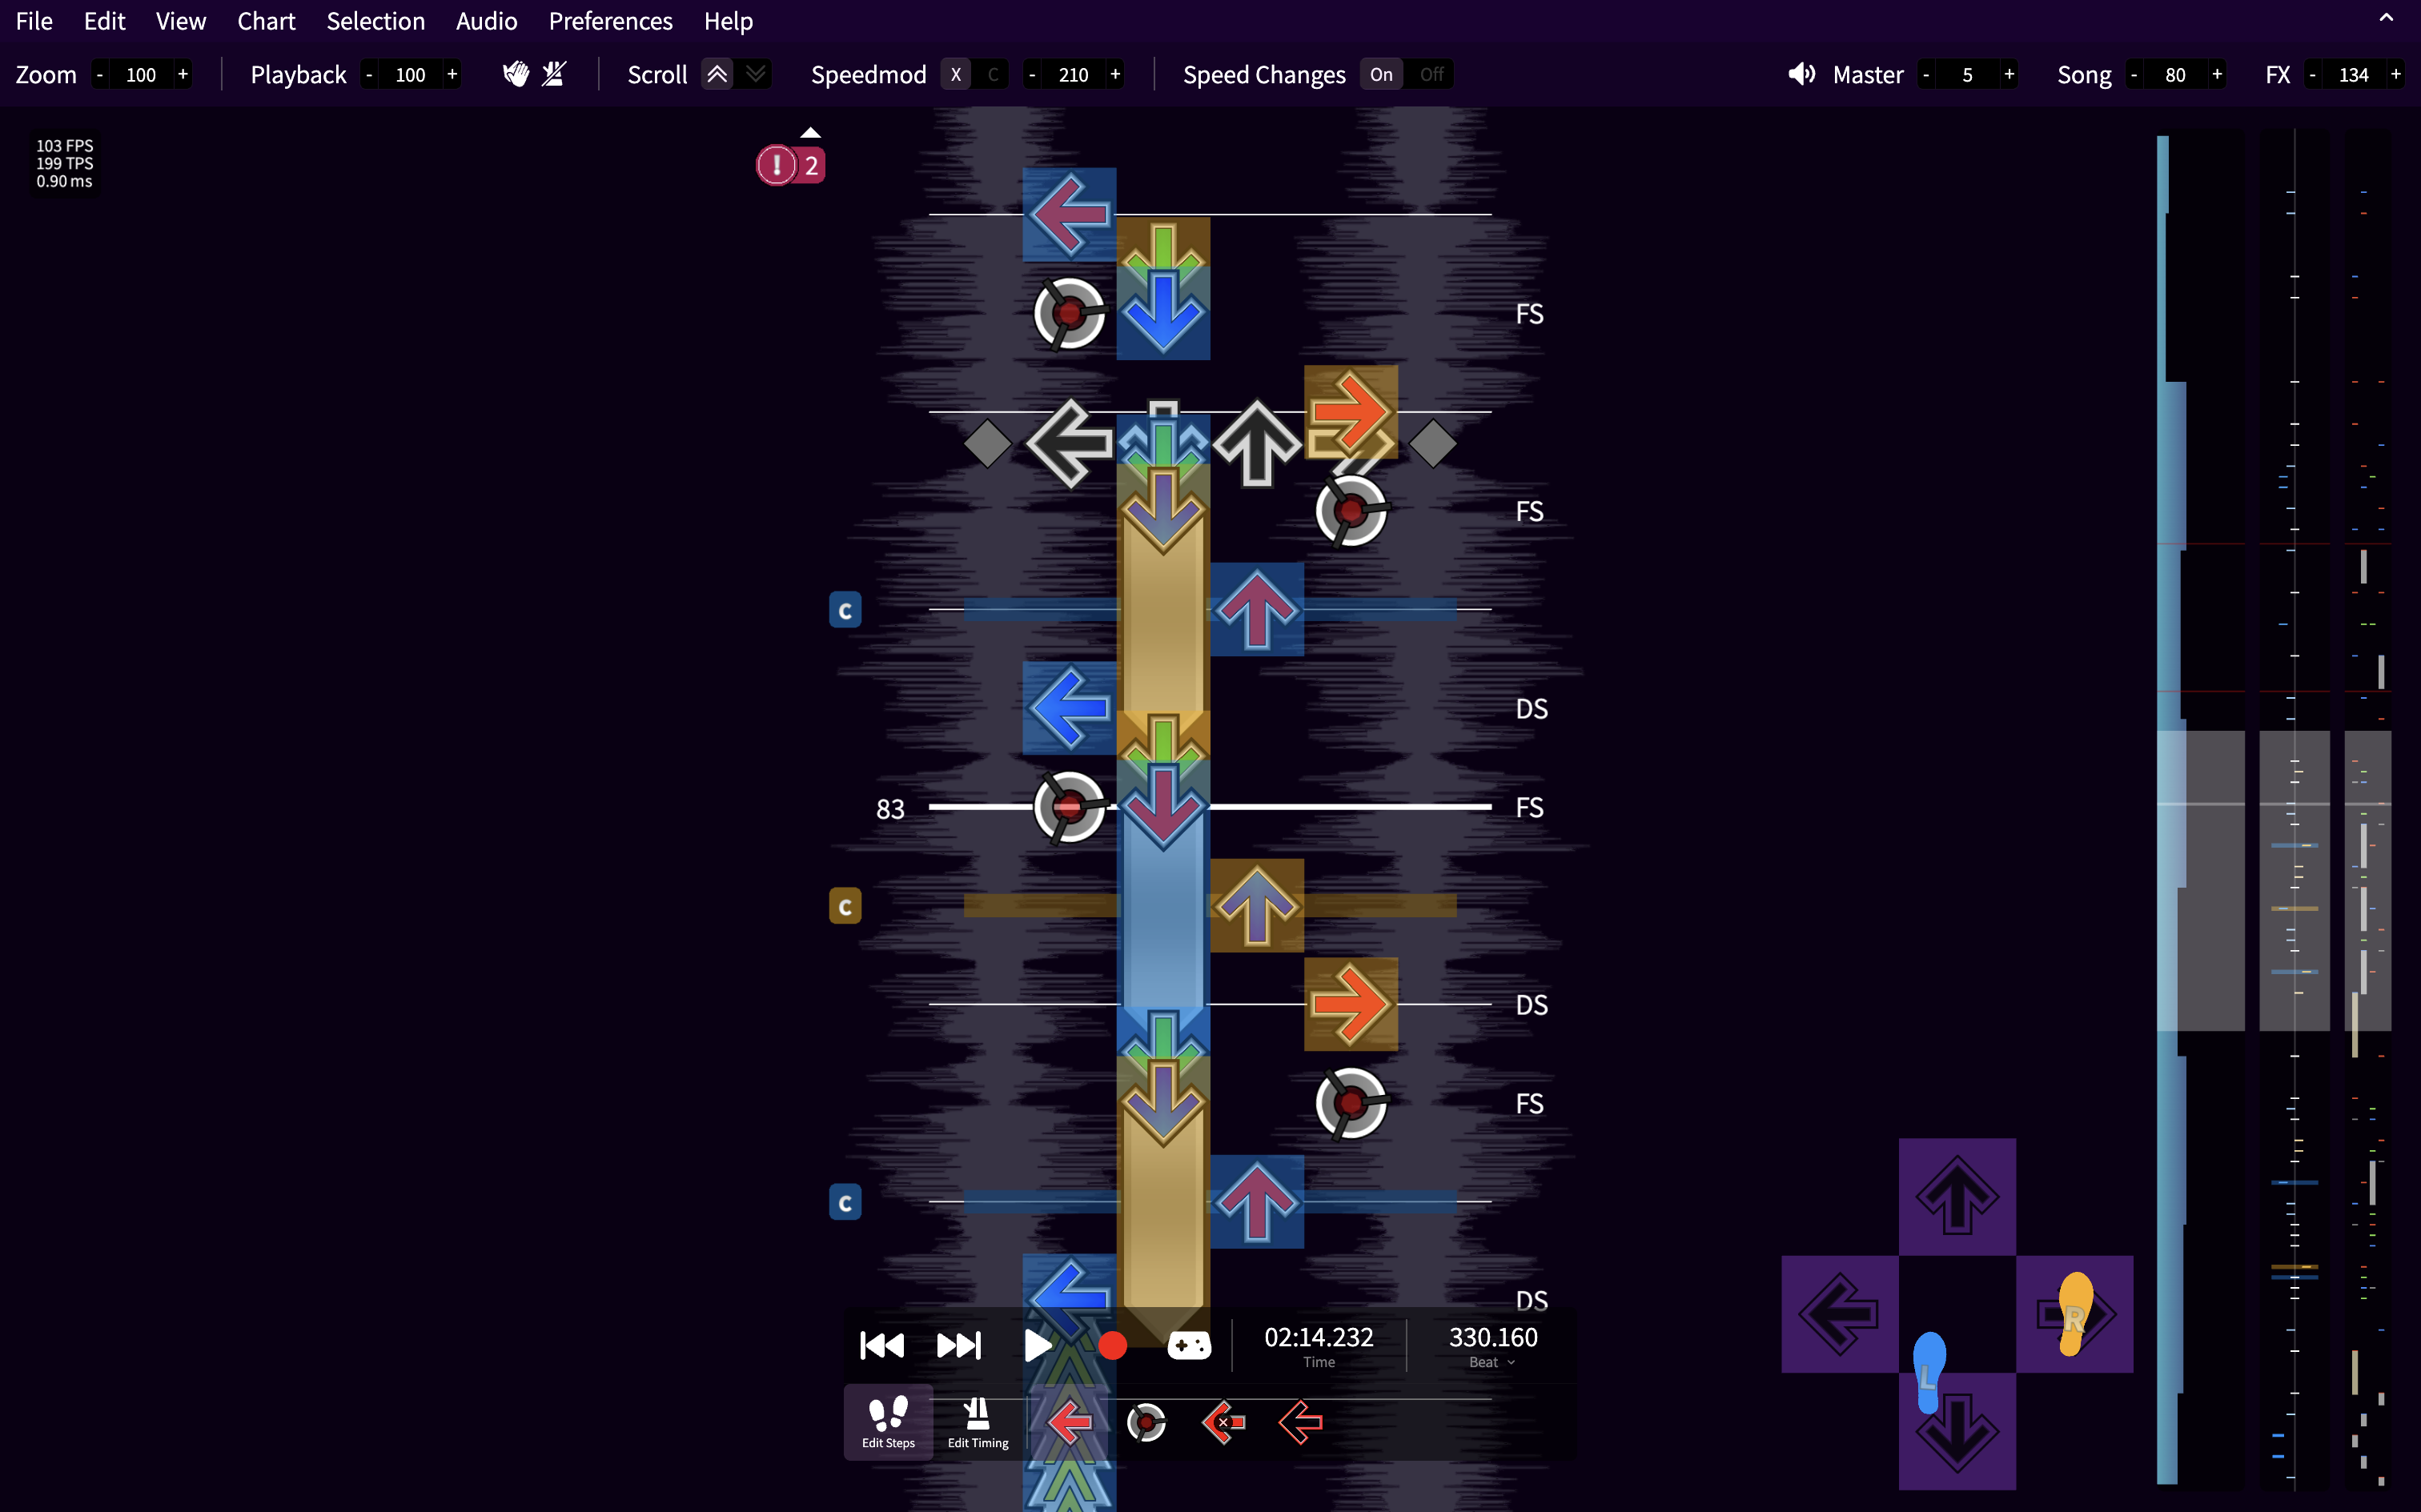 File Edit View Chart Selection Audio Preferences Help
Zoom - 100 + Playback - 100 + Scroll Speedmod X C - 210 + Speed Changes On Off Master - 5 + Song - 80 + FX - 134 +
103 FPS
199 TPS
0.90 ms
! 2
FS
FS
C
DS
83 FS
C
DS
FS
C
DS
02:14.232 330.160
Time Beat
Edit Steps Edit Timing
R
L